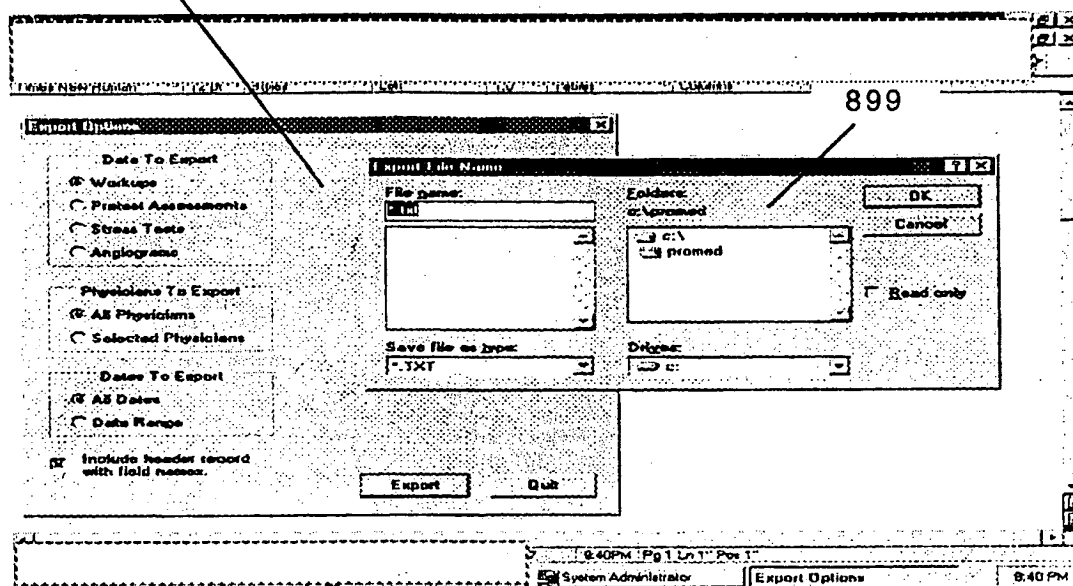 899
Export Options
Data To Export
Workups
Pretest Assessments
Stress Tests
Angiograms
Physicians To Export
All Physicians
Selected Physicians
Dates To Export
All Dates
Date Range
Include header record
with field names.
Export
Quit
Export File Name
File name:
*.txt
Folders:
c:\promed
c:\
promed
OK
Cancel
Read only
Save file as type:
*.TXT
Drives:
c:
8:40PM Pg 1 Ln 1" Pos 1"
System Administrator
Export Options
8:40 PM